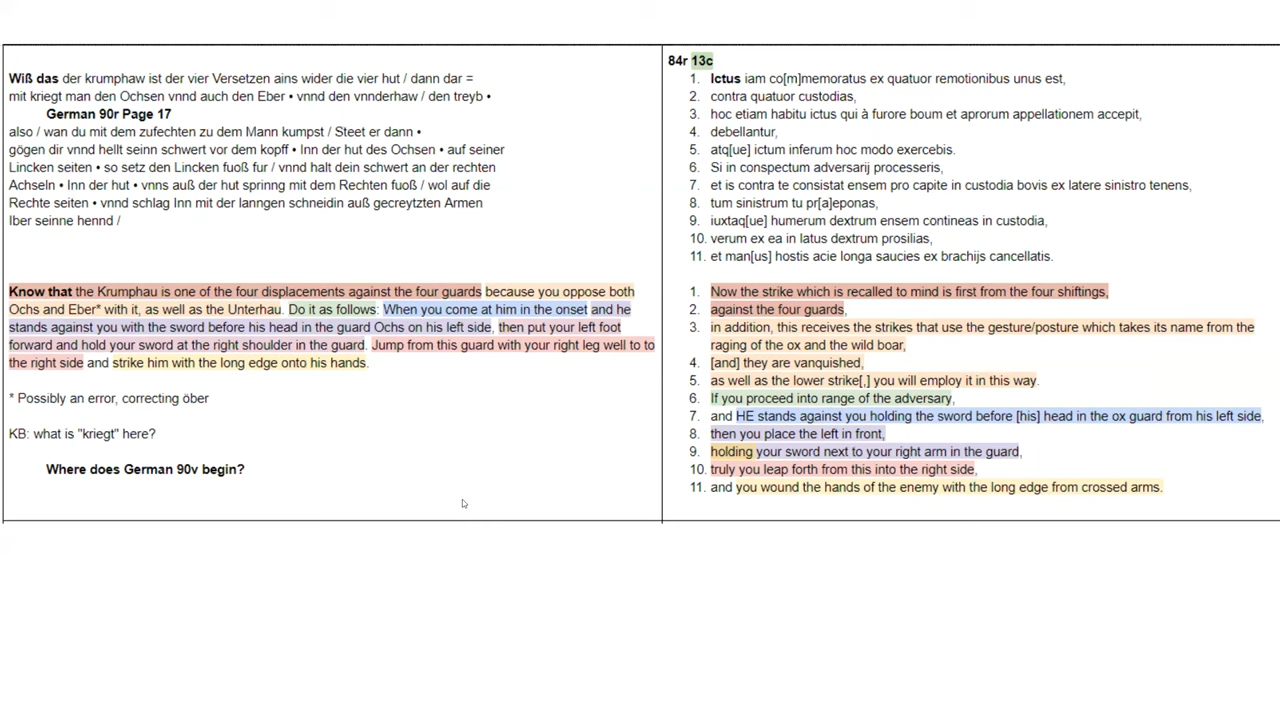 Wiß das der krumphaw ist der vier Versetzen ains wider die vier hut / dann dar =
mit kriegt man den Ochsen vnnd auch den Eber • vnnd den vnnderhaw / den treyb •
German 90r Page 17
also / wan du mit dem zufechten zu dem Mann kumpst / Steet er dann •
gögen dir vnnd hellt seinn schwert vor dem kopff • Inn der hut des Ochsen • auf seiner
Lincken seiten • so setz den Lincken fuoß fur / vnnd halt dein schwert an der rechten
Achseln • Inn der hut • vnns auß der hut sprinng mit dem Rechten fuoß / wol auf die
Rechte seiten • vnnd schlag Inn mit der lanngen schneidin auß gecreytzten Armen
Iber seinne hennd /
Know that the Krumphau is one of the four displacements against the four guards because you oppose both
Ochs and Eber* with it, as well as the Unterhau. Do it as follows: When you come at him in the onset and he
stands against you with the sword before his head in the guard Ochs on his left side, then put your left foot
forward and hold your sword at the right shoulder in the guard. Jump from this guard with your right leg well to to
the right side and strike him with the long edge onto his hands.
* Possibly an error, correcting öber
KB: what is "kriegt" here?
Where does German 90v begin?
84r 13c
1. Ictus iam co[m]memoratus ex quatuor remotionibus unus est,
2. contra quatuor custodias,
3. hoc etiam habitu ictus qui à furore boum et aprorum appellationem accepit,
4. debellantur,
5. atq[ue] ictum inferum hoc modo exercebis.
6. Si in conspectum adversarij processeris,
7. et is contra te consistat ensem pro capite in custodia bovis ex latere sinistro tenens,
8. tum sinistrum tu pr[a]eponas,
9. iuxtaq[ue] humerum dextrum ensem contineas in custodia,
10. verum ex ea in latus dextrum prosilias,
11. et man[us] hostis acie longa saucies ex brachijs cancellatis.
1. Now the strike which is recalled to mind is first from the four shiftings,
2. against the four guards,
3. in addition, this receives the strikes that use the gesture/posture which takes its name from the
raging of the ox and the wild boar,
4. [and] they are vanquished,
5. as well as the lower strike[,] you will employ it in this way.
6. If you proceed into range of the adversary,
7. and HE stands against you holding the sword before [his] head in the ox guard from his left side,
8. then you place the left in front,
9. holding your sword next to your right arm in the guard,
10. truly you leap forth from this into the right side,
11. and you wound the hands of the enemy with the long edge from crossed arms.